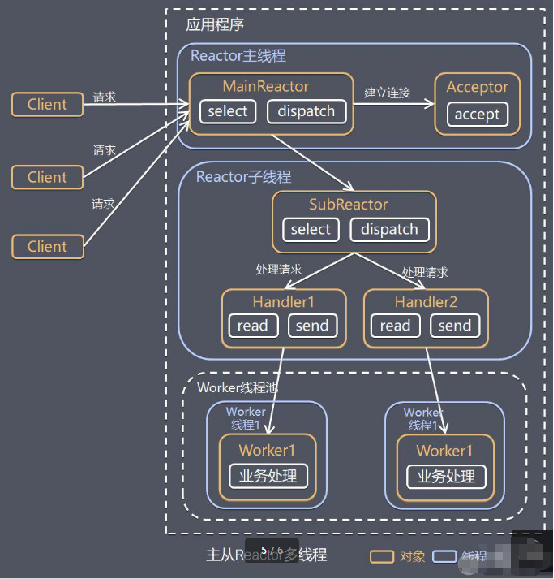 应用程序
Reactor主线程
MainReactor
select
dispatch
建立连接
Acceptor
accept
Client
请求
Client
请求
Client
请求
Reactor子线程
SubReactor
select
dispatch
处理请求
处理请求
Handler1
read
send
Handler2
read
send
Worker线程池
Worker
线程1
Worker1
业务处理
Worker
线程1
Worker1
业务处理
主从Reactor多线程
5 / 6
对象
线程